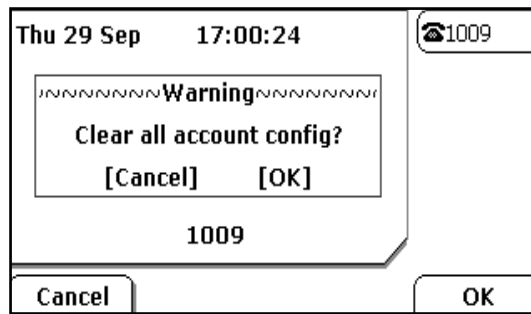 Thu 29 Sep 17:00:24 ☎1009
~~~~~~~~Warning~~~~~~~~
Clear all account config?
[Cancel] [OK]
1009
Cancel OK